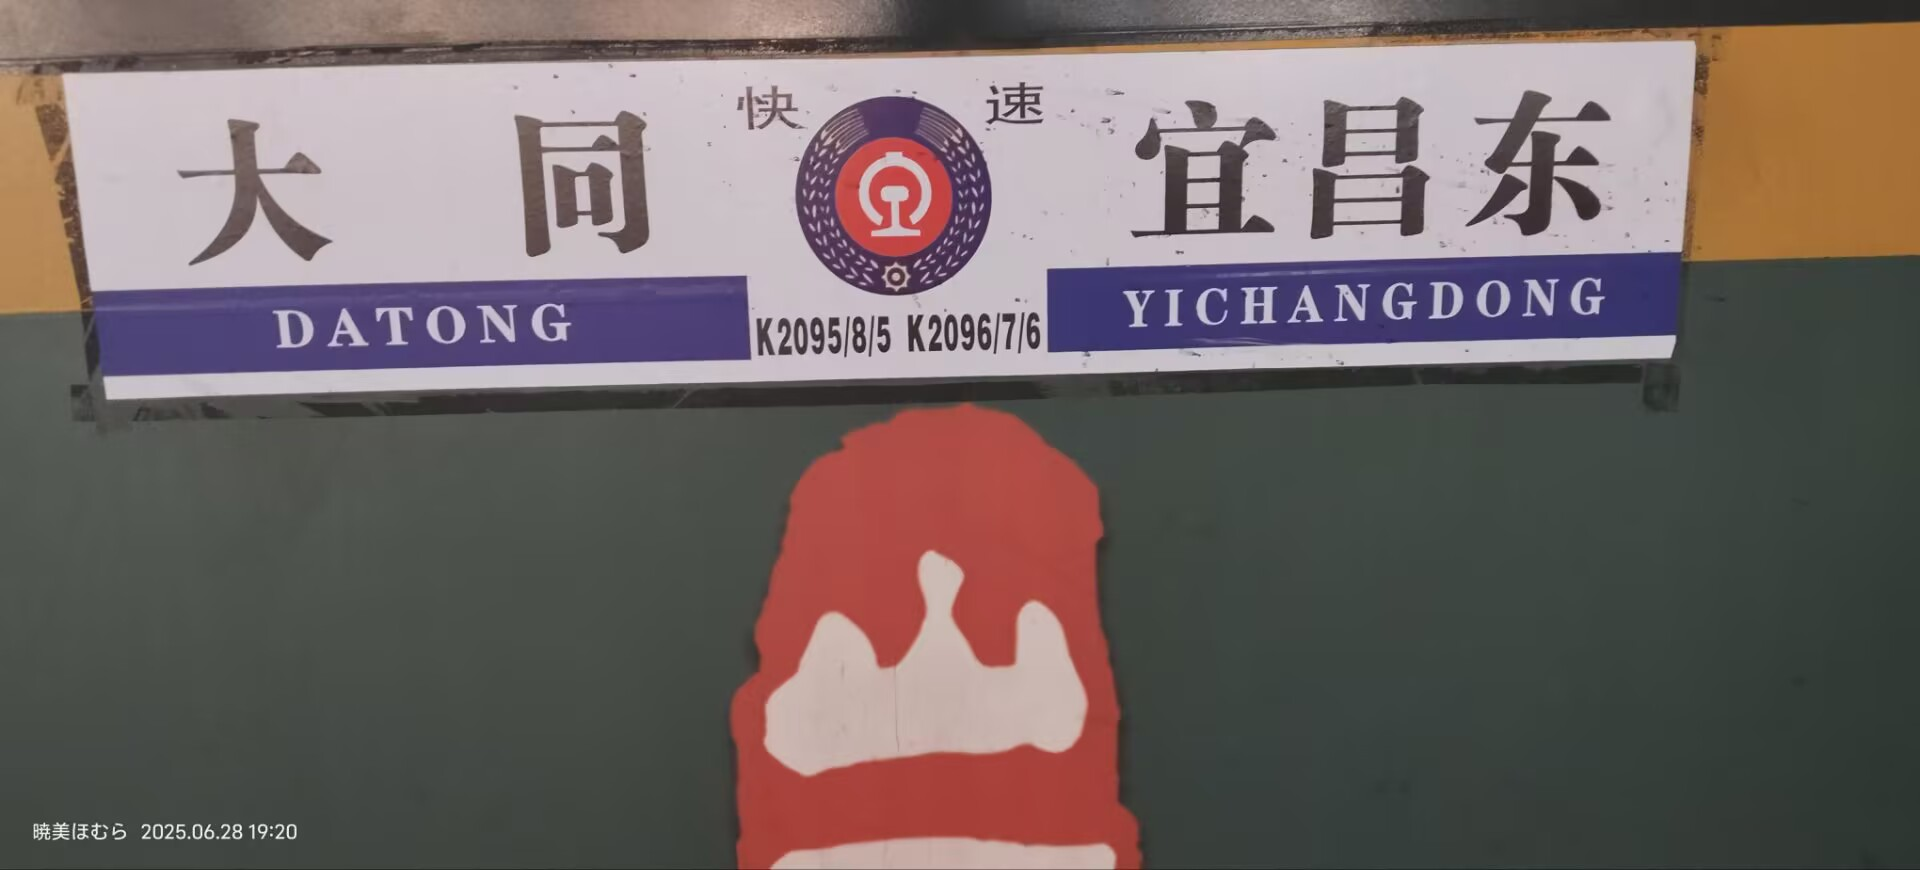 快速
大同 宜昌东
DATONG YICHANGDONG
K2095/8/5 K2096/7/6
暁美ほむら 2025.06.28 19:20